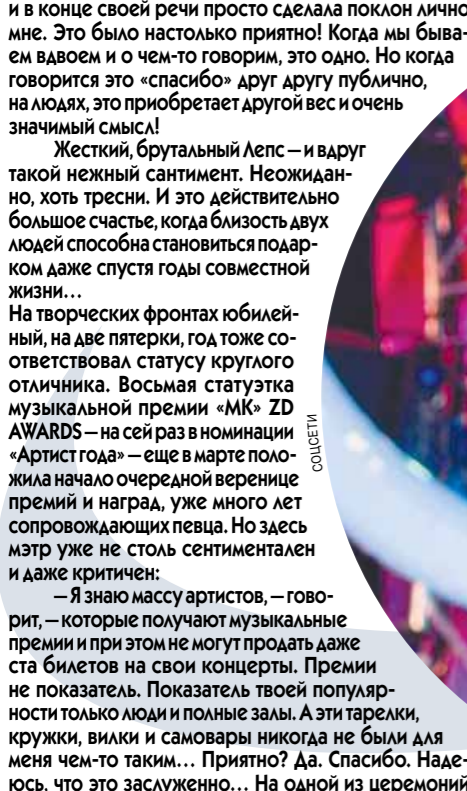 и в конце своей речи просто сделала поклон лично
мне. Это было настолько приятно! Когда мы быва-
ем вдвоем и о чем-то говорим, это одно. Но когда
говорится это «спасибо» друг другу публично,
на людях, это приобретает другой вес и очень
значимый смысл!
Жесткий, брутальный Лепс — и вдруг
такой нежный сантимент. Неожидан-
но, хоть тресни. И это действительно
большое счастье, когда близость двух
людей способна становиться подар-
ком даже спустя годы совместной
жизни…
На творческих фронтах юбилей-
ный, на две пятерки, год тоже со-
ответствовал статусу круглого
отличника. Восьмая статуэтка
музыкальной премии «МК» ZD
AWARDS — на сей раз в номинации
«Артист года» — еще в марте поло-
жила начало очередной веренице
премий и наград, уже много лет
сопровождающих певца. Но здесь
мэтр уже не столь сентиментален
и даже критичен:
— Я знаю массу артистов, — гово-
рит, — которые получают музыкальные
премии и при этом не могут продать даже
ста билетов на свои концерты. Премии
не показатель. Показатель твоей популяр-
ности только люди и полные залы. А эти тарелки,
кружки, вилки и самовары никогда не были для
меня чем-то таким… Приятно? Да. Спасибо. Наде-
юсь, что это заслуженно… На одной из церемоний
СОЦСЕТИ